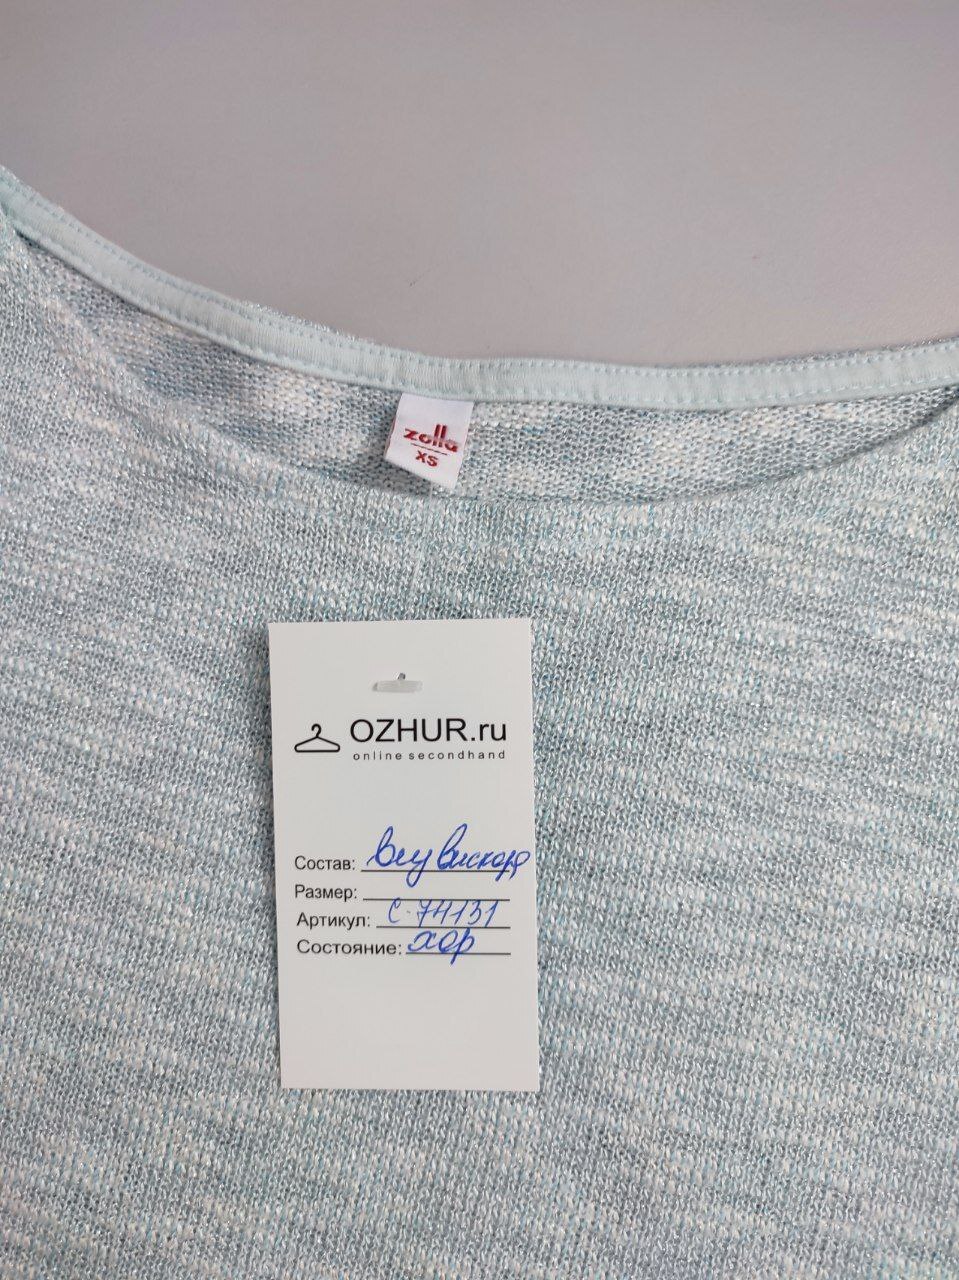 zolla
XS
OZHUR.ru
online secondhand
Состав:
Размер:
Артикул: С-74131
Состояние: хор